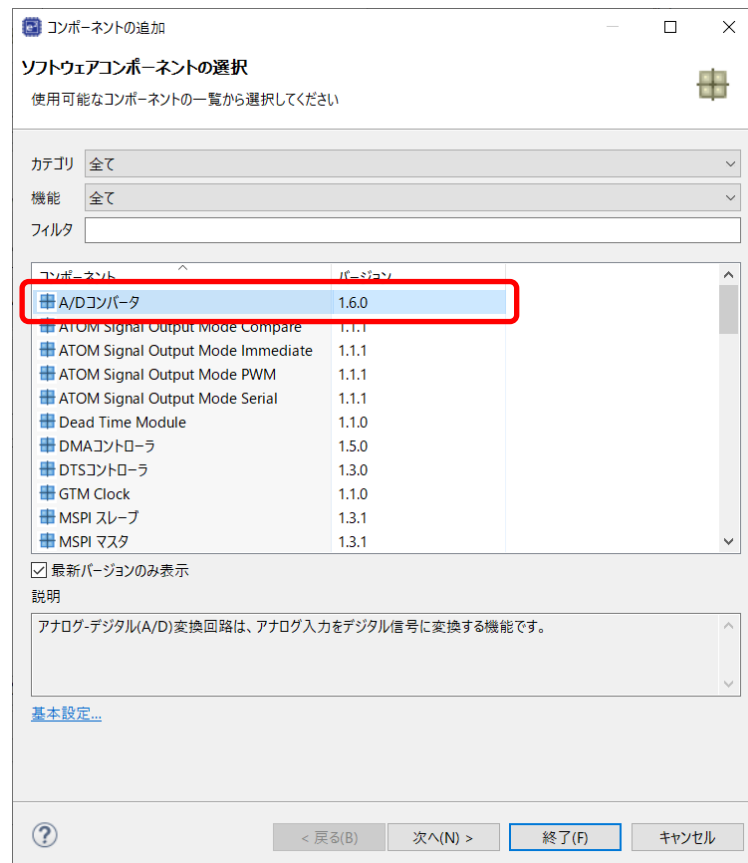 コンポーネントの追加
ソフトウェアコンポーネントの選択
使用可能なコンポーネントの一覧から選択してください
カテゴリ 全て
機能 全て
フィルタ
コンポーネント バージョン
A/Dコンバータ 1.6.0
ATOM Signal Output Mode Compare 1.1.1
ATOM Signal Output Mode Immediate 1.1.1
ATOM Signal Output Mode PWM 1.1.1
ATOM Signal Output Mode Serial 1.1.1
Dead Time Module 1.1.0
DMAコントローラ 1.5.0
DTSコントローラ 1.3.0
GTM Clock 1.1.0
MSPI スレーブ 1.3.1
MSPI マスタ 1.3.1
最新バージョンのみ表示
説明
アナログ-デジタル(A/D)変換回路は、アナログ入力をデジタル信号に変換する機能です。
基本設定...
< 戻る(B) 次へ(N) > 終了(F) キャンセル